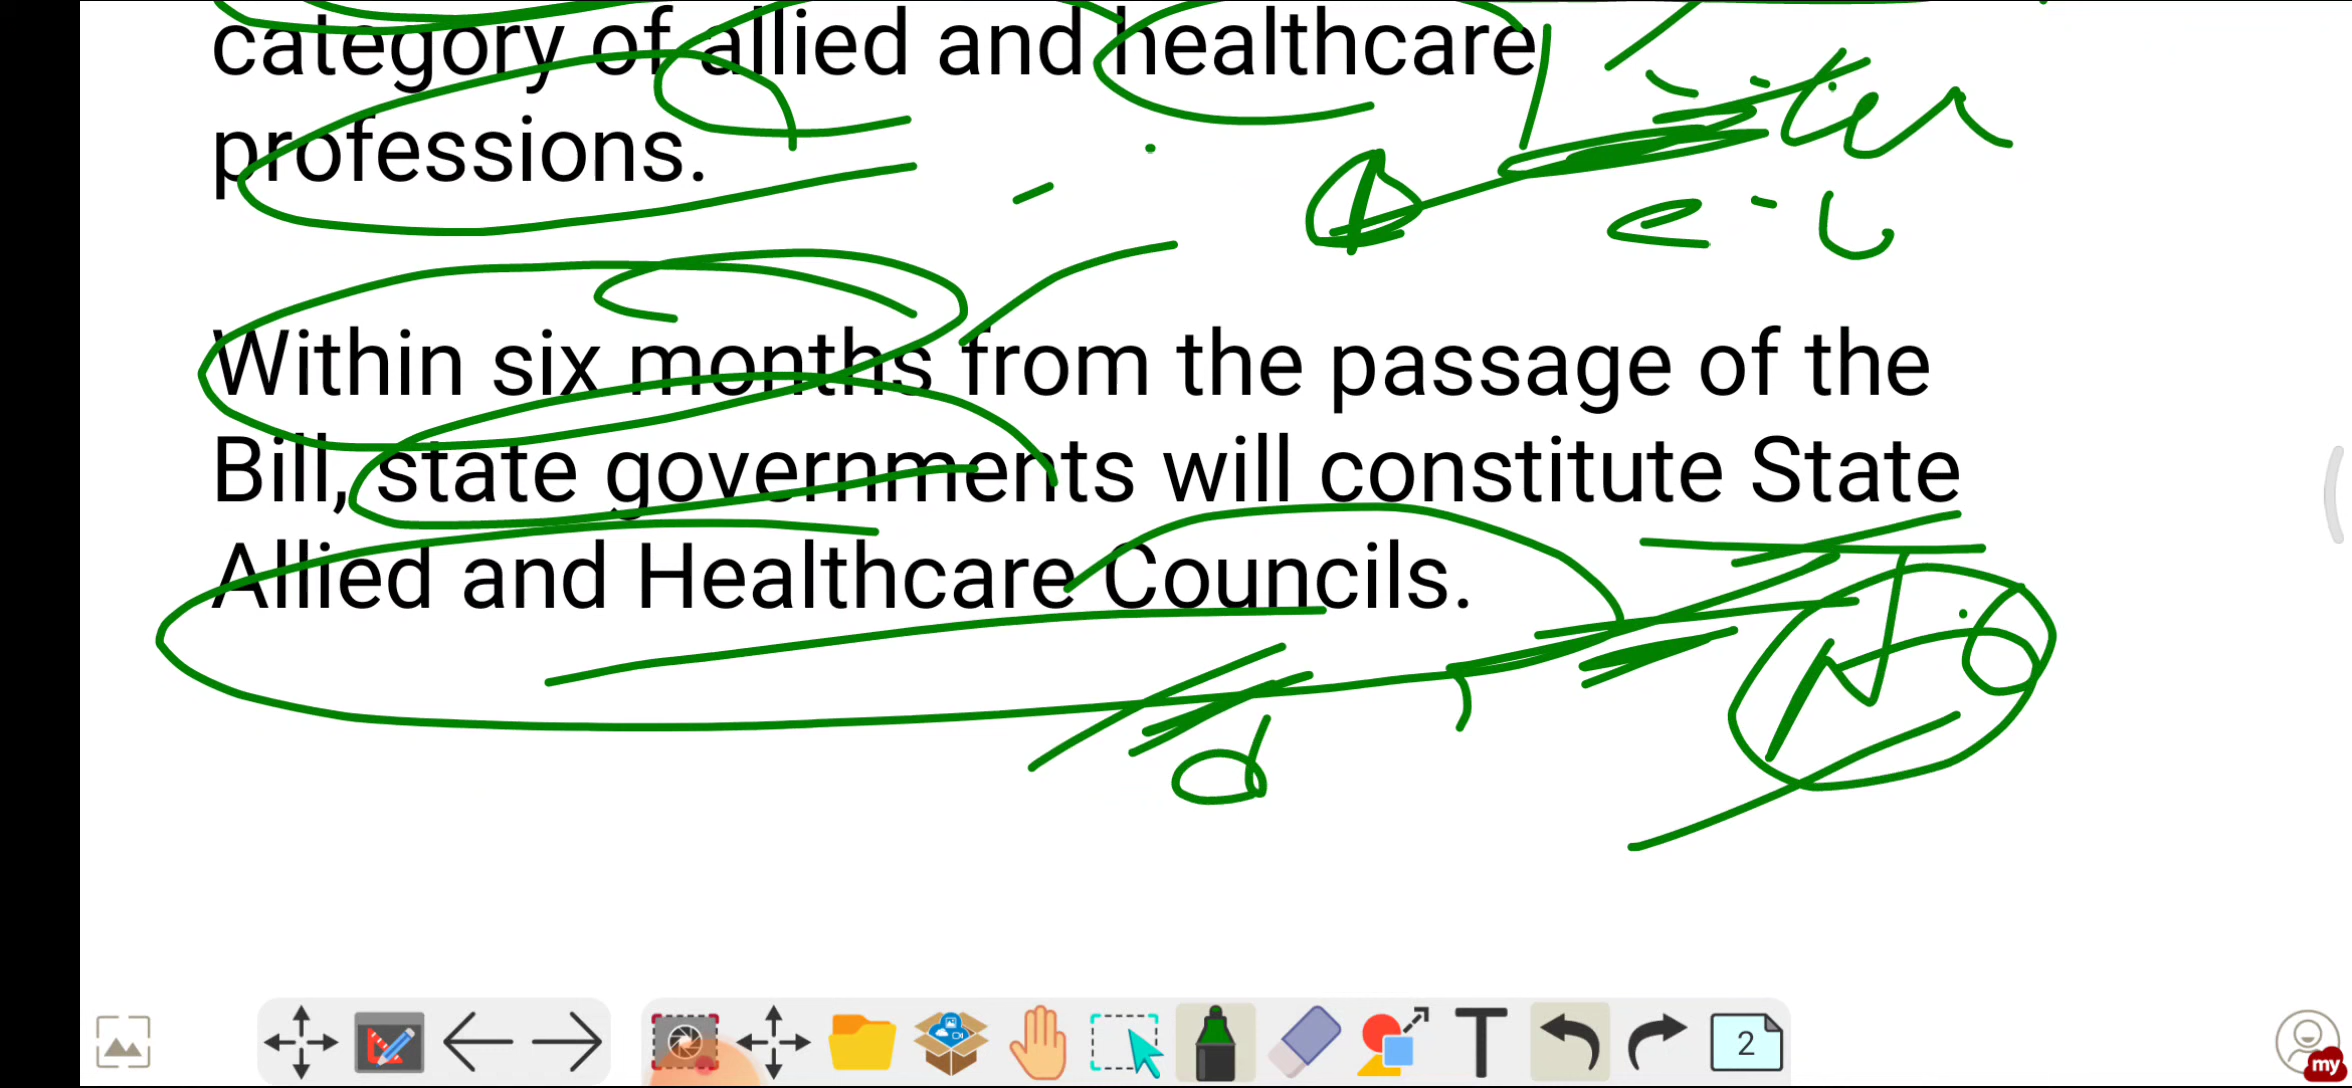 category of allied and healthcare
professions.
Within six months from the passage of the
Bill, state governments will constitute State
Allied and Healthcare Councils.
T
2
my